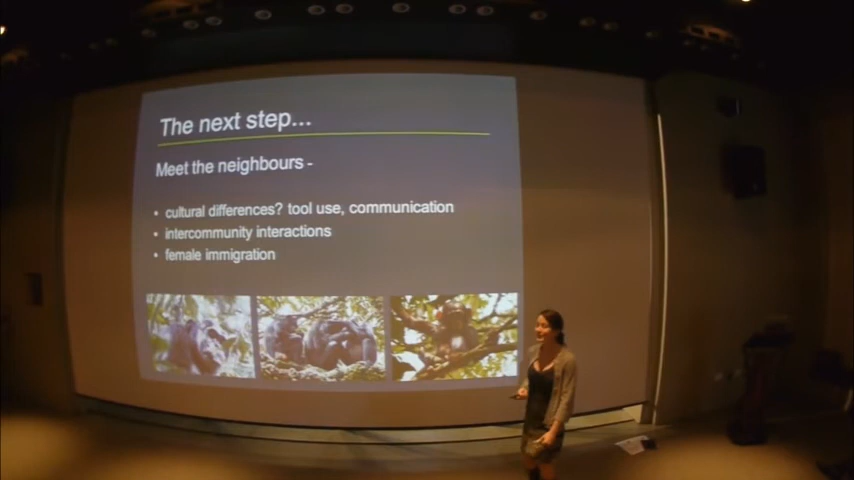 The next step...
Meet the neighbours -
• cultural differences? tool use, communication
• intercommunity interactions
• female immigration